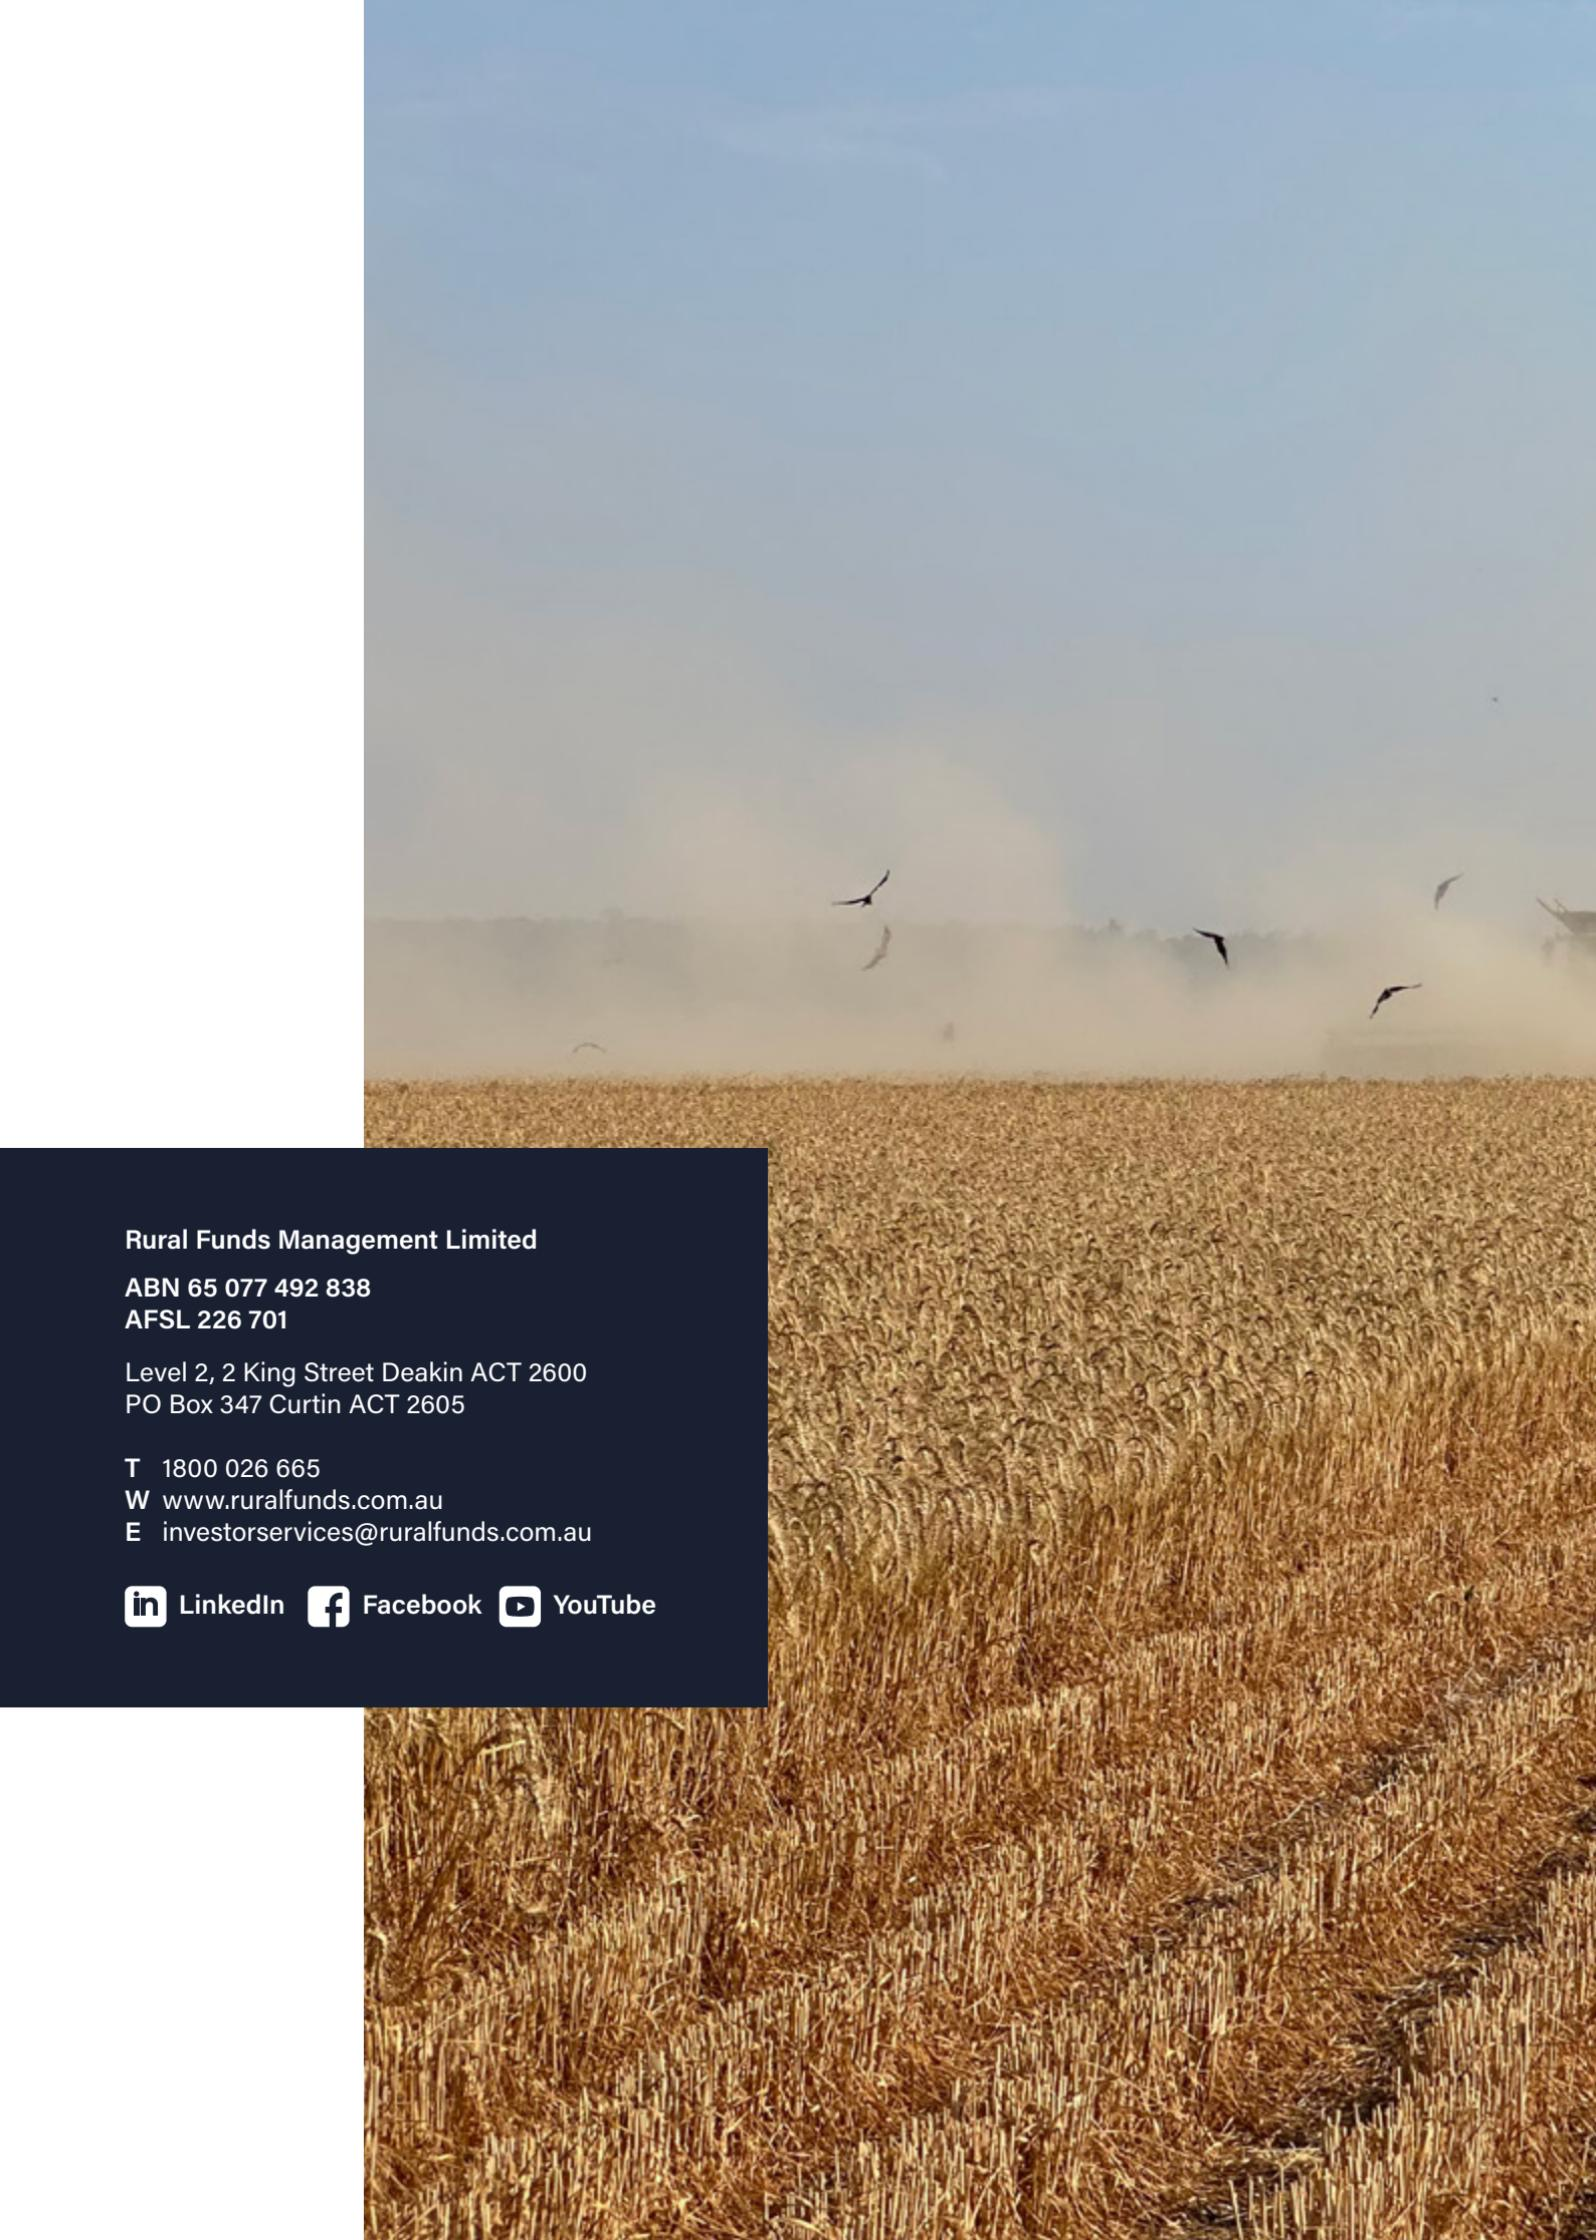 Rural Funds Management Limited
ABN 65 077 492 838
AFSL 226 701
Level 2, 2 King Street Deakin ACT 2600
PO Box 347 Curtin ACT 2605
T 1800 026 665
W www.ruralfunds.com.au
E investorservices@ruralfunds.com.au
in LinkedIn f Facebook YouTube